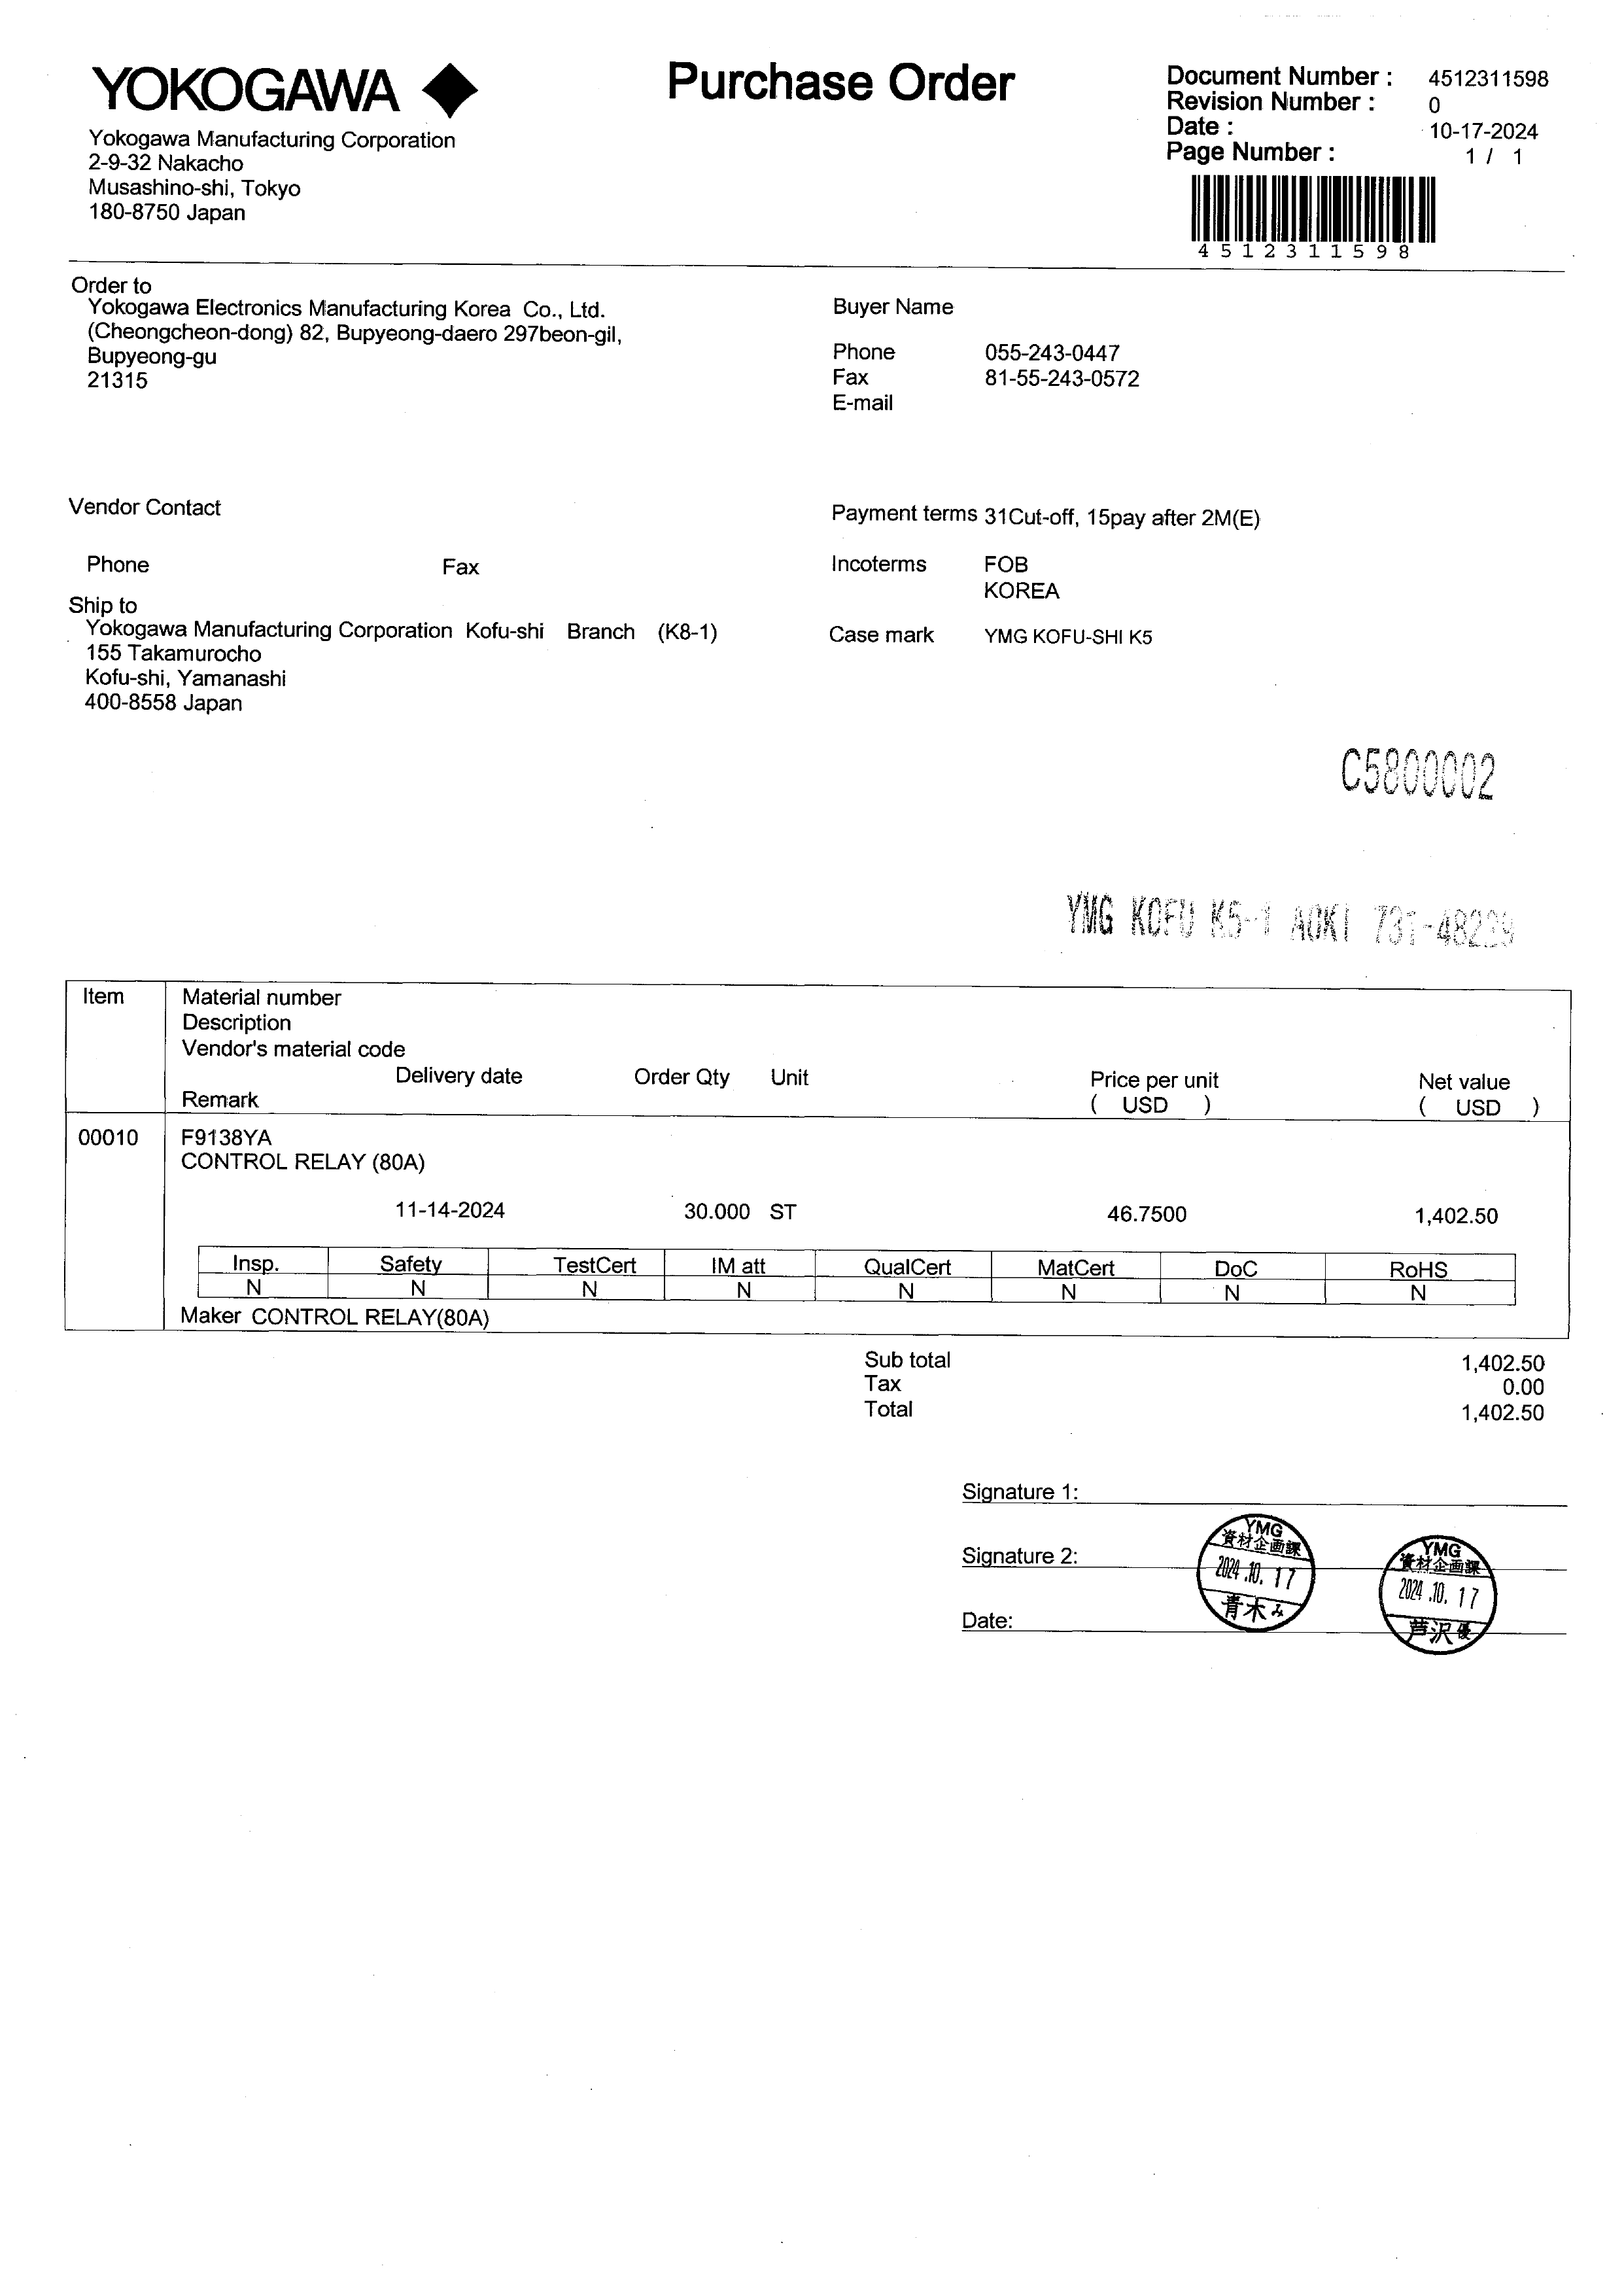 YOKOGAWA
Purchase Order
Document Number : 4512311598
Revision Number : 0
Date : 10-17-2024
Page Number : 1 / 1
4512311598
Yokogawa Manufacturing Corporation
2-9-32 Nakacho
Musashino-shi, Tokyo
180-8750 Japan
Order to
Yokogawa Electronics Manufacturing Korea Co., Ltd.
(Cheongcheon-dong) 82, Bupyeong-daero 297beon-gil,
Bupyeong-gu
21315
Buyer Name
Phone 055-243-0447
Fax 81-55-243-0572
E-mail
Vendor Contact
Phone Fax
Payment terms 31Cut-off, 15pay after 2M(E)
Incoterms FOB
KOREA
Ship to
Yokogawa Manufacturing Corporation Kofu-shi Branch (K8-1)
155 Takamurocho
Kofu-shi, Yamanashi
400-8558 Japan
Case mark YMG KOFU-SHI K5
C5800002
YMG KOFU K5-1 AOKI
Item Material number
Description
Vendor's material code
Delivery date Order Qty Unit Price per unit Net value
Remark ( USD ) ( USD )
00010 F9138YA
CONTROL RELAY (80A)
11-14-2024 30.000 ST 46.7500 1,402.50
Insp. Safety TestCert IM att QualCert MatCert DoC RoHS
N N N N N N N N
Maker CONTROL RELAY(80A)
Sub total 1,402.50
Tax 0.00
Total 1,402.50
Signature 1:
Signature 2:
Date:
YMG
資材企画課
2024.10.17
青木み
YMG
資材企画課
2024.10.17
芦沢優